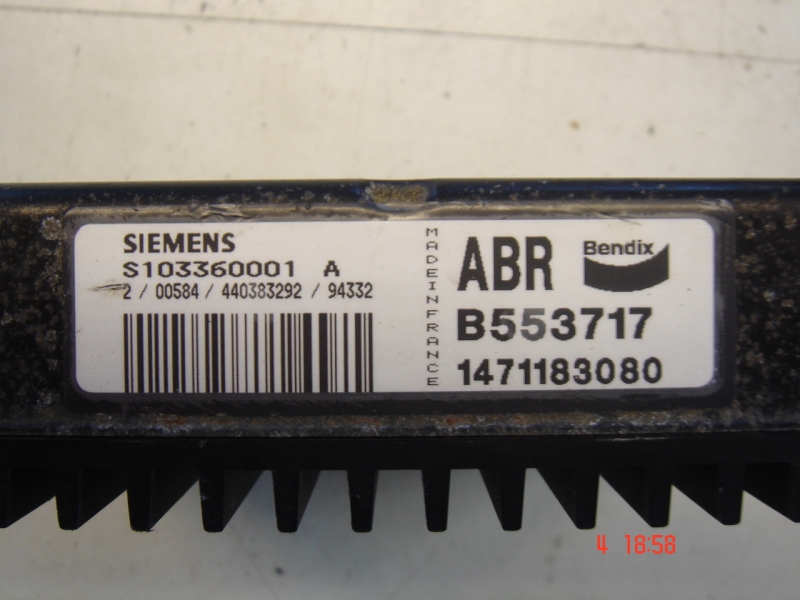 SIEMENS
S103360001 A
2 / 00584 / 440383292 / 94332
MADEINFRANCE
ABR
Bendix
B553717
1471183080
4 18:58